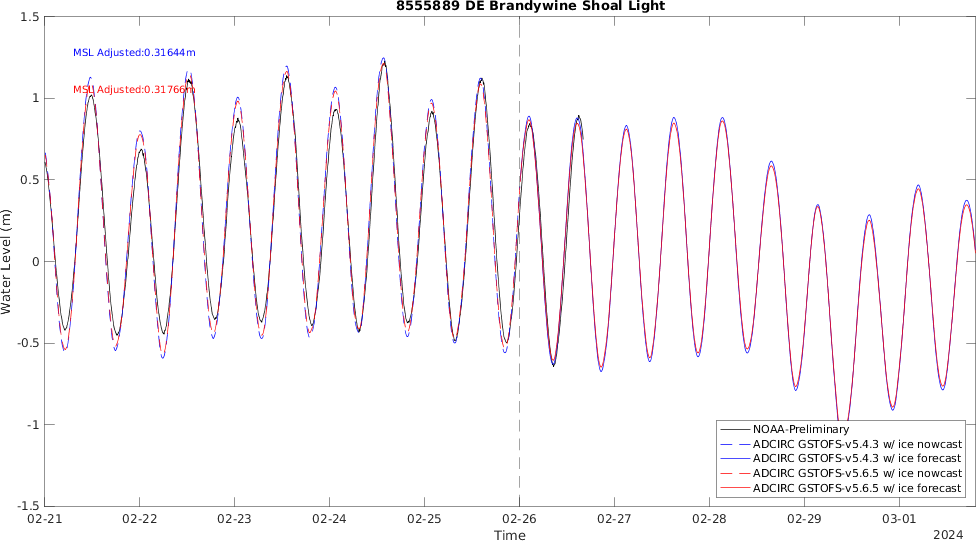 8555889 DE Brandywine Shoal Light
MSL Adjusted:0.31644m
MSL Adjusted:0.31766m
1.5
1
0.5
0
-0.5
-1
-1.5
Water Level (m)
NOAA-Preliminary
ADCIRC GSTOFS-v5.4.3 w/ ice nowcast
ADCIRC GSTOFS-v5.4.3 w/ ice forecast
ADCIRC GSTOFS-v5.6.5 w/ ice nowcast
ADCIRC GSTOFS-v5.6.5 w/ ice forecast
02-21 02-22 02-23 02-24 02-25 02-26 02-27 02-28 02-29 03-01
Time
2024